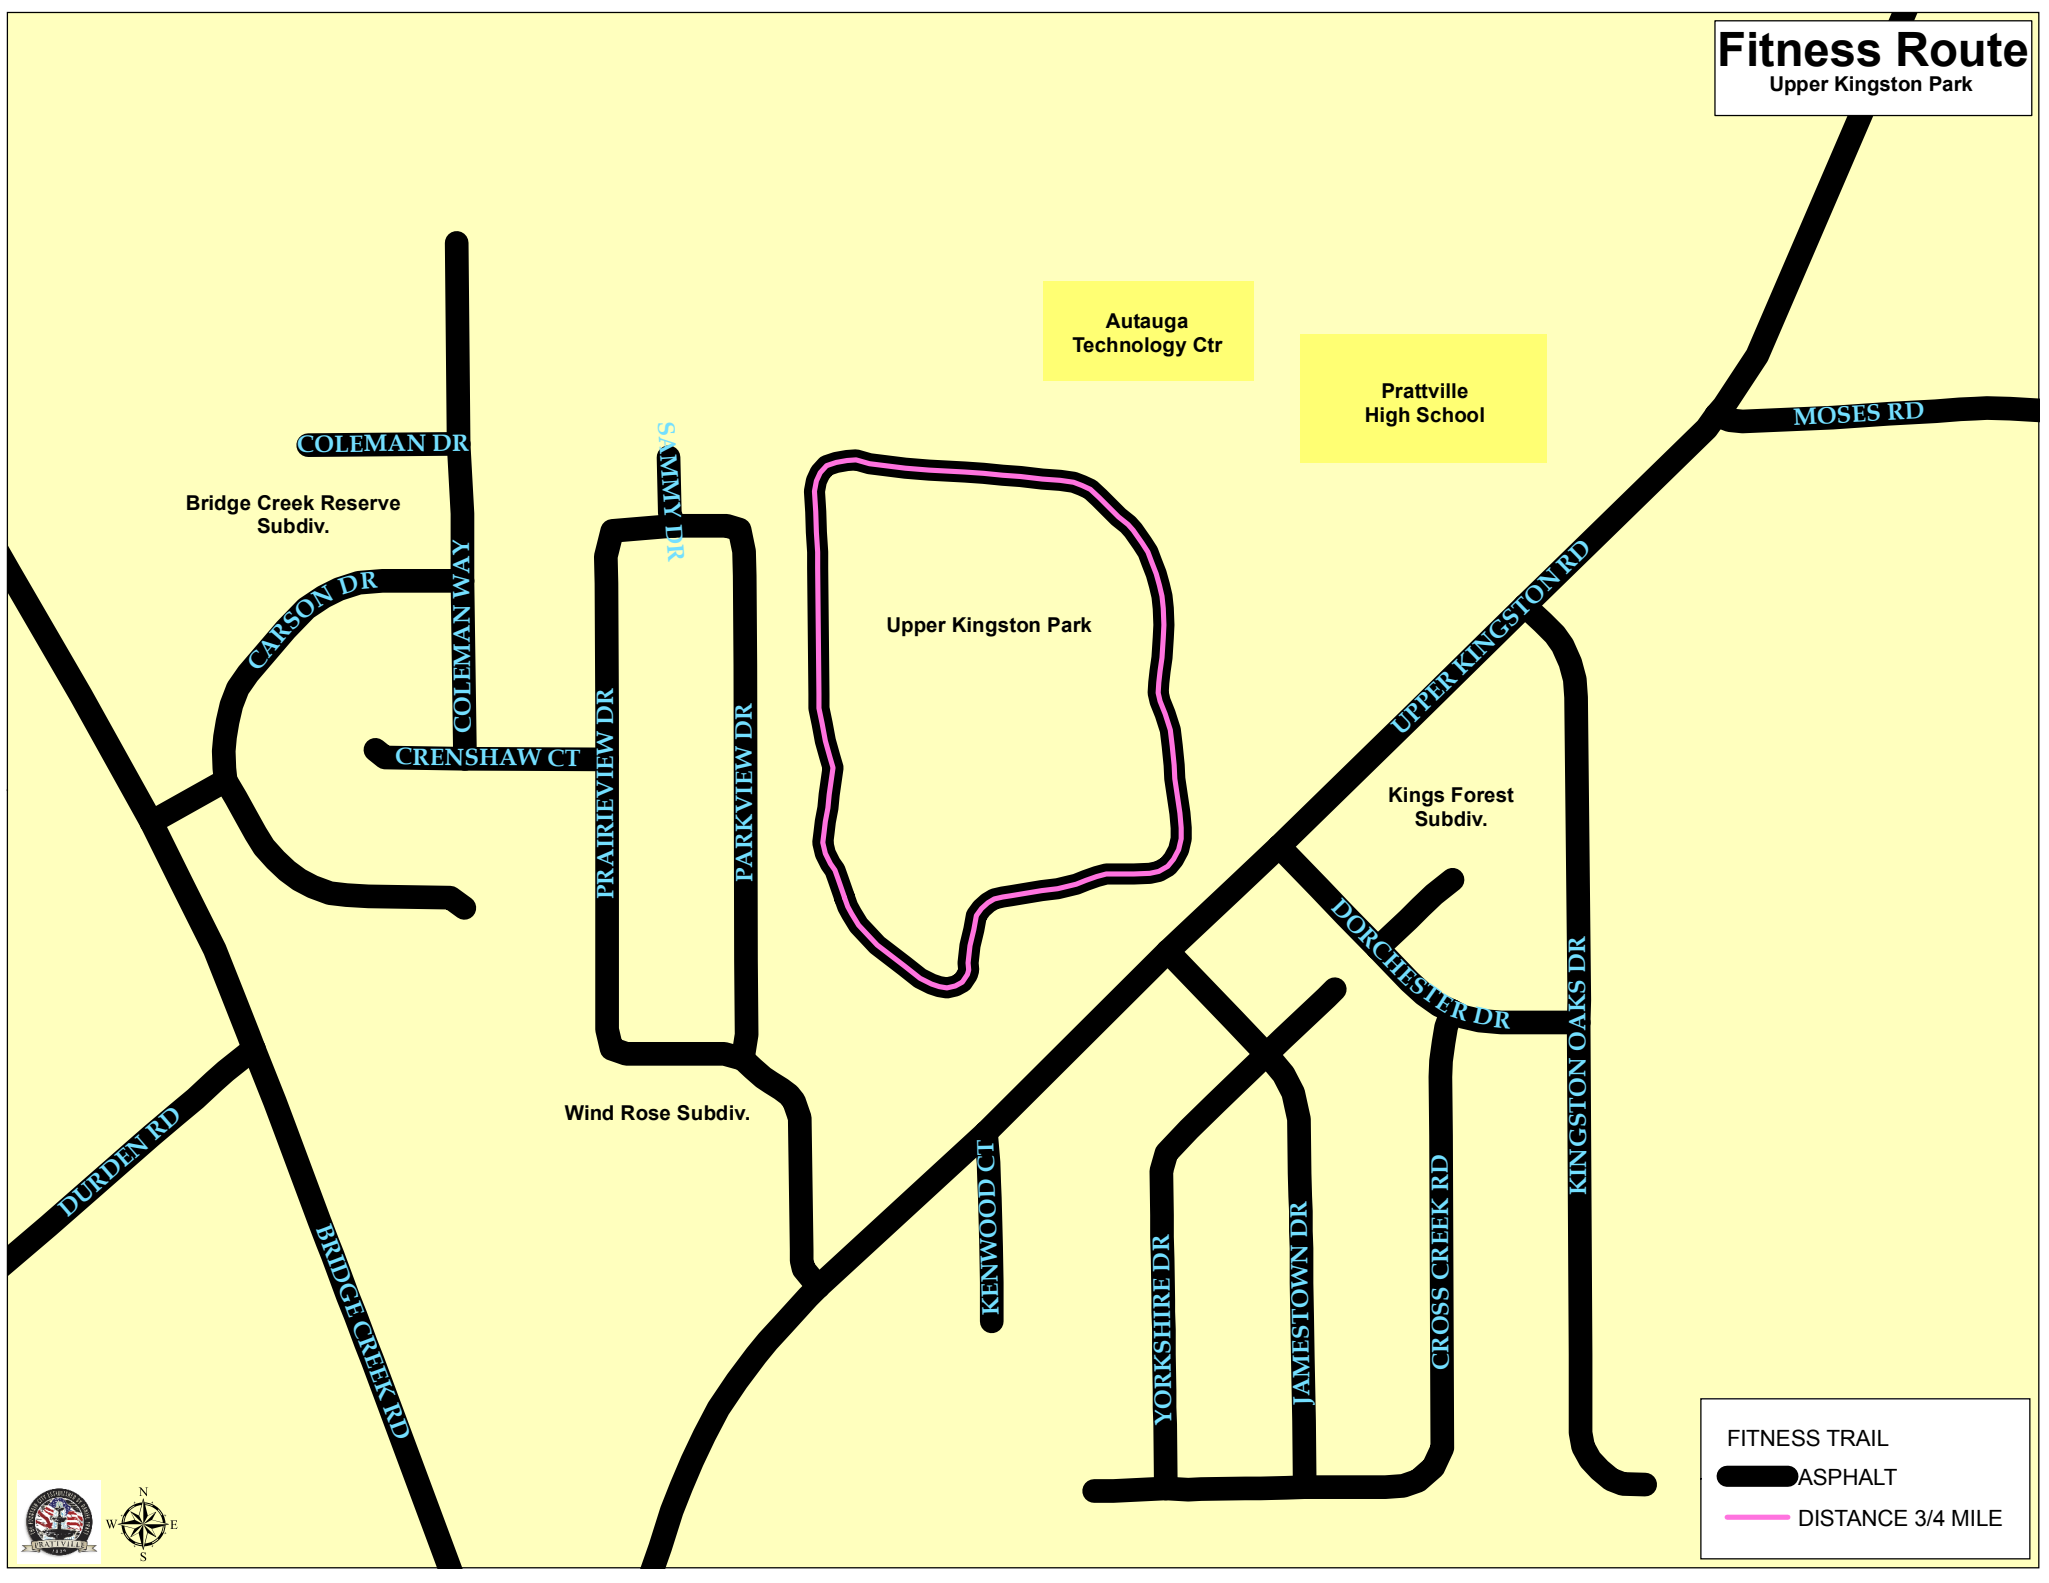 Fitness Route
Upper Kingston Park
Autauga
Technology Ctr
Prattville
High School
MOSES RD
COLEMAN DR
SAMMY DR
Bridge Creek Reserve
Subdiv.
CARSON DR
COLEMAN WAY
Upper Kingston Park
UPPER KINGSTON RD
CRENSHAW CT
PRAIRIEVIEW DR
PARKVIEW DR
Kings Forest
Subdiv.
DORCHESTER DR
KINGSTON OAKS DR
Wind Rose Subdiv.
DURDEN RD
BRIDGE CREEK RD
KENWOOD CT
YORKSHIRE DR
JAMESTOWN DR
CROSS CREEK RD
FITNESS TRAIL
ASPHALT
DISTANCE 3/4 MILE
PRATTVILLE
N
W
E
S